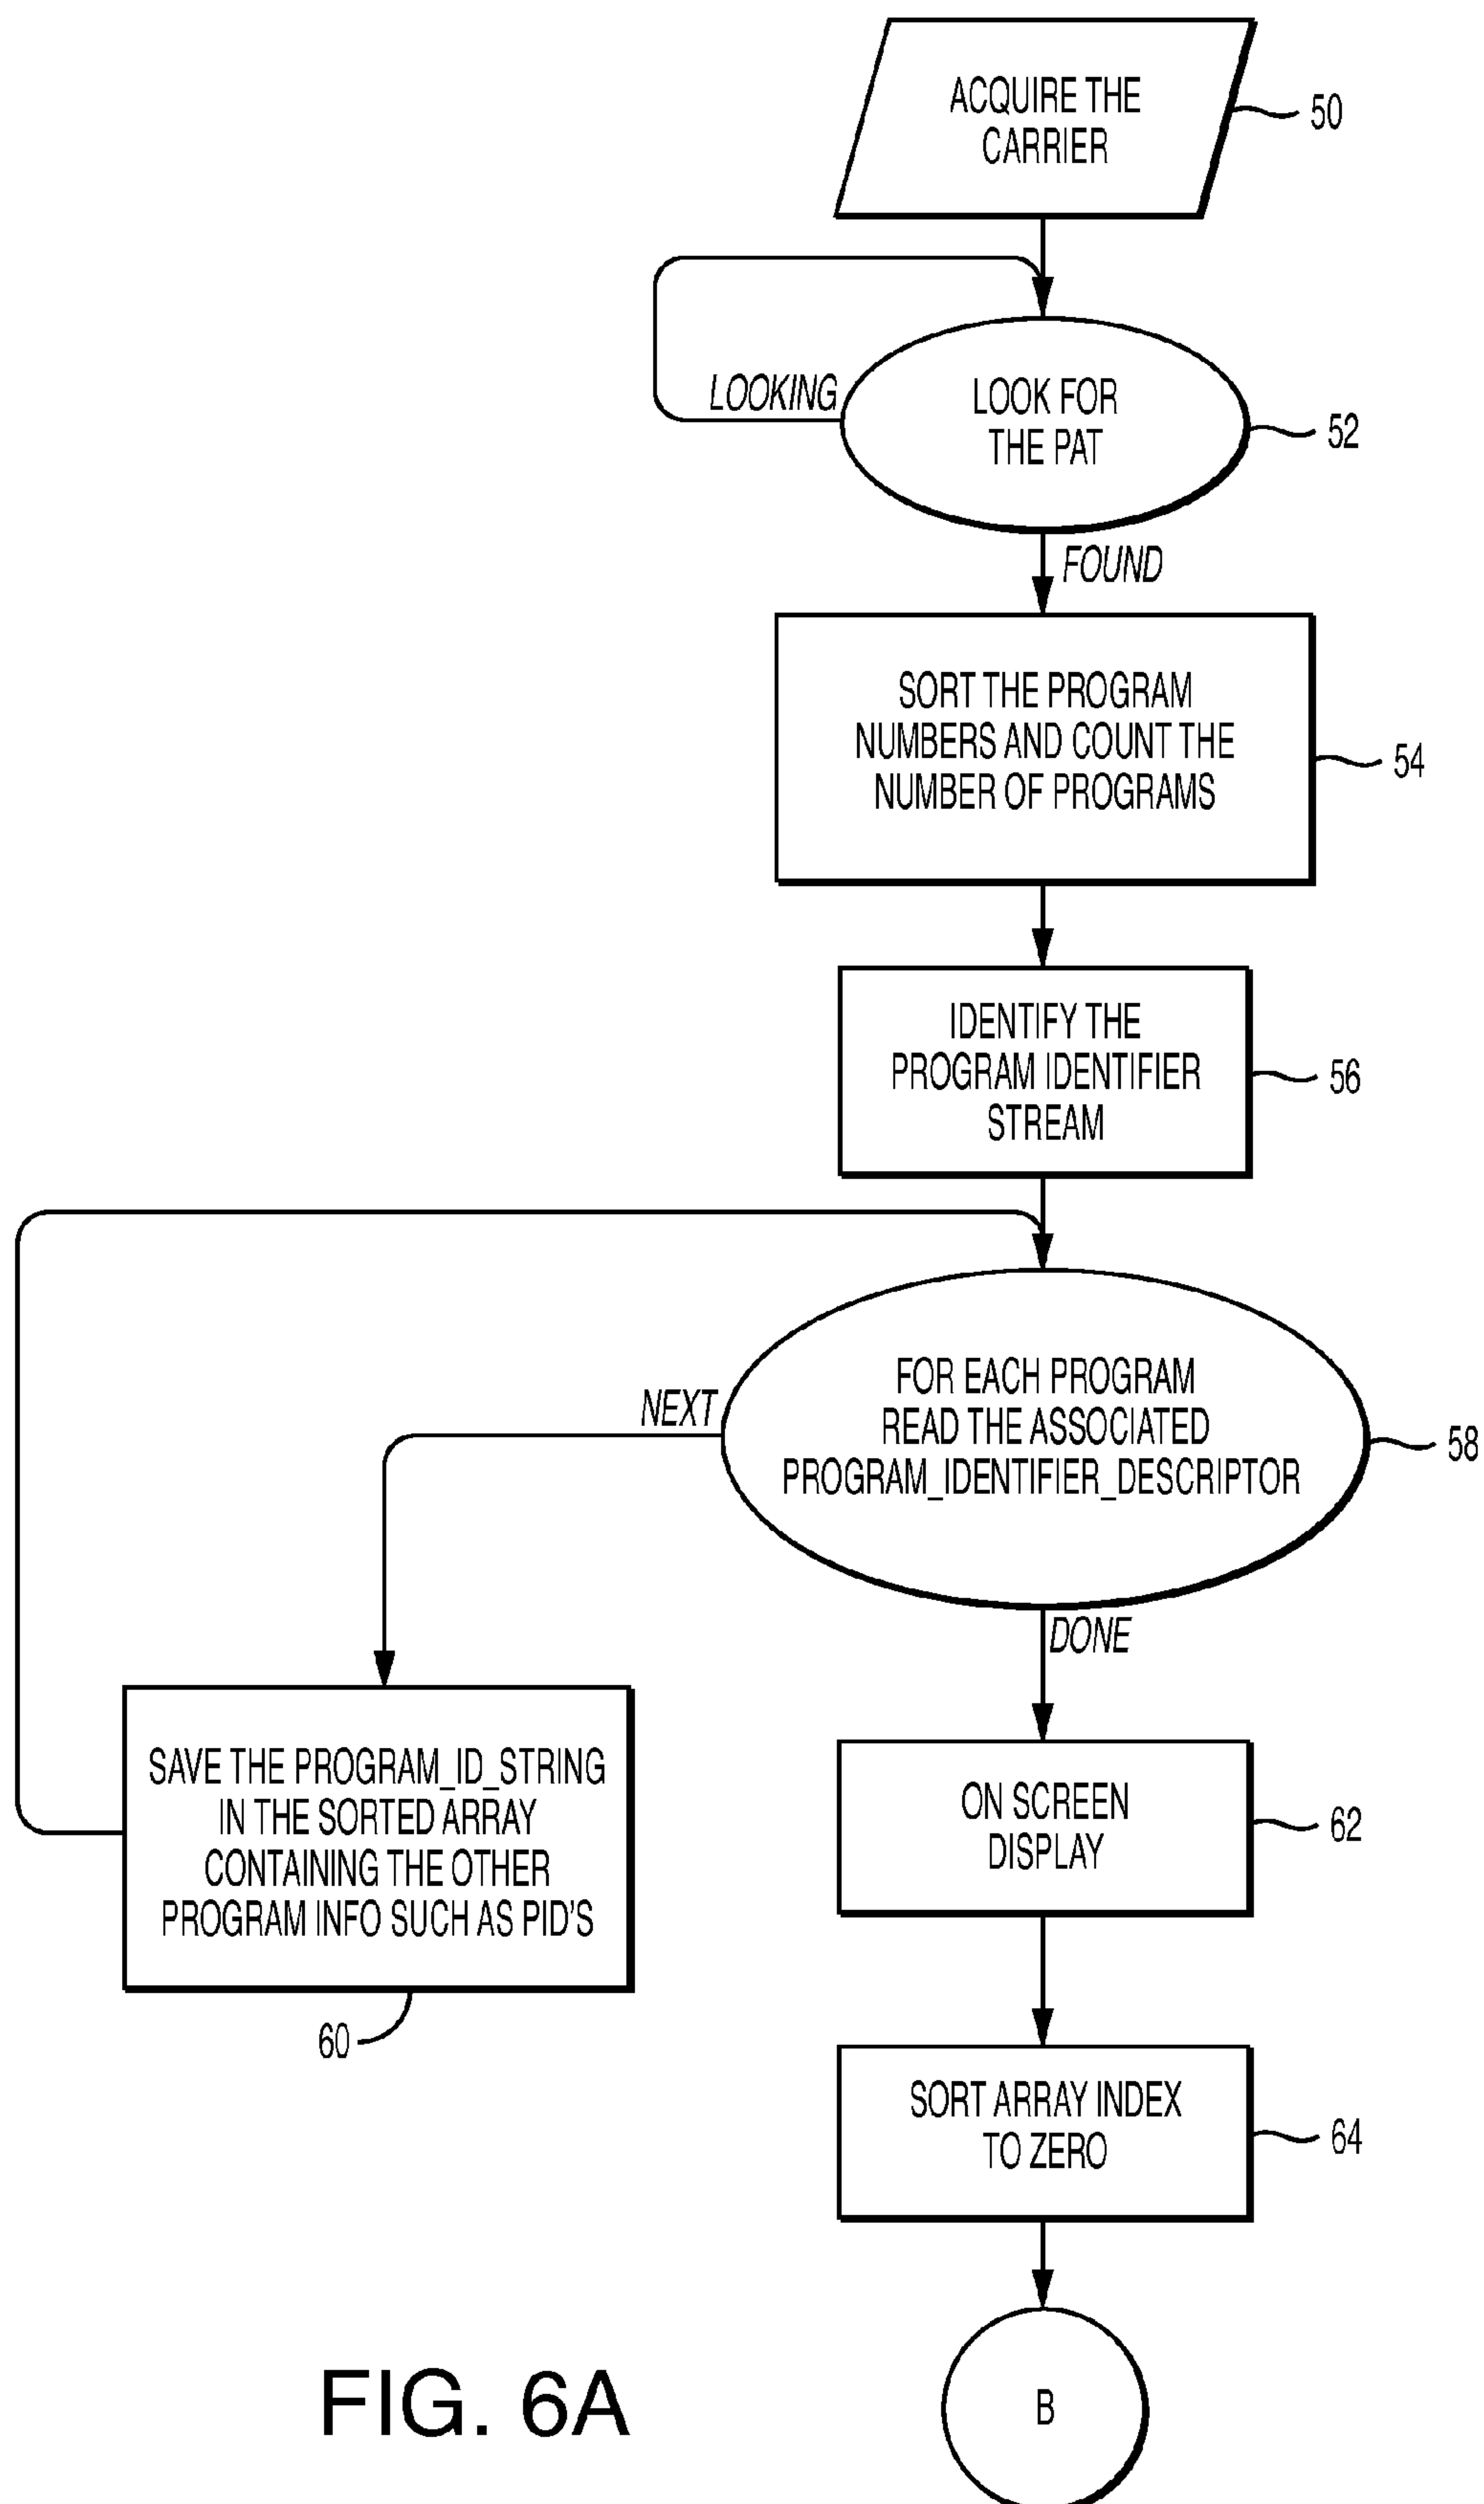 ACQUIRE THE
CARRIER
50
LOOKING
LOOK FOR
THE PAT
52
FOUND
SORT THE PROGRAM
NUMBERS AND COUNT THE
NUMBER OF PROGRAMS
54
IDENTIFY THE
PROGRAM IDENTIFIER
STREAM
56
NEXT
FOR EACH PROGRAM
READ THE ASSOCIATED
PROGRAM_IDENTIFIER_DESCRIPTOR
58
DONE
SAVE THE PROGRAM_ID_STRING
IN THE SORTED ARRAY
CONTAINING THE OTHER
PROGRAM INFO SUCH AS PID'S
60
ON SCREEN
DISPLAY
62
SORT ARRAY INDEX
TO ZERO
64
B
FIG. 6A